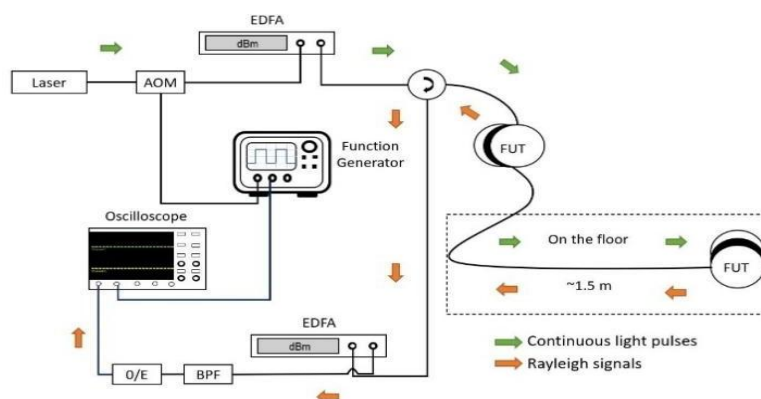 EDFA
dBm
Laser
AOM
Function
Generator
FUT
Oscilloscope
On the floor
FUT
~1.5 m
EDFA
dBm
Continuous light pulses
Rayleigh signals
0/E
BPF